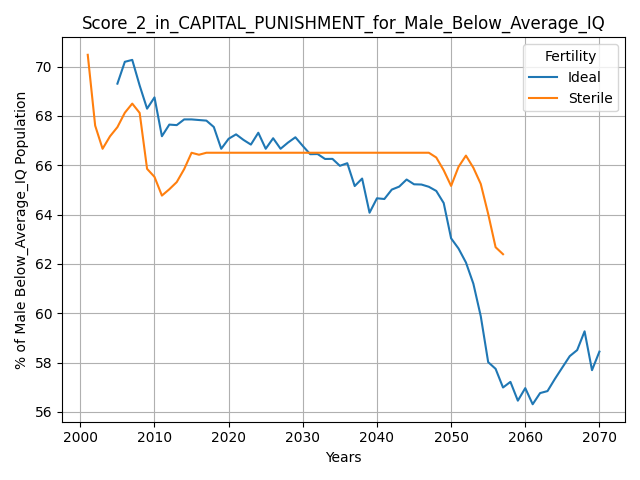 Score_2_in_CAPITAL_PUNISHMENT_for_Male_Below_Average_IQ
Fertility
Ideal
Sterile
% of Male Below_Average_IQ Population
70
68
66
64
62
60
58
56
2000
2010
2020
2030
2040
2050
2060
2070
Years